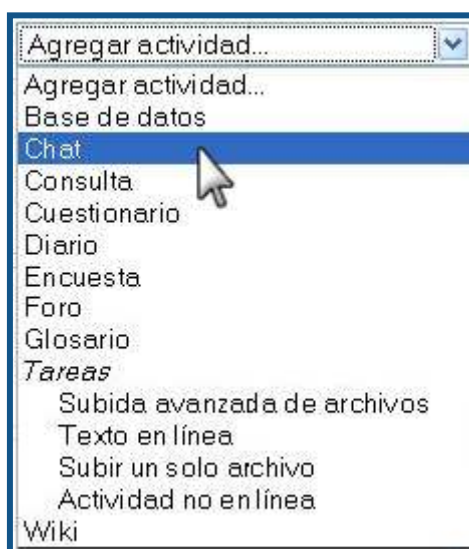 Agregar actividad...
Agregar actividad...
Base de datos
Chat
Consulta
Cuestionario
Diario
Encuesta
Foro
Glosario
Tareas
Subida avanzada de archivos
Texto en línea
Subir un solo archivo
Actividad no en línea
Wiki